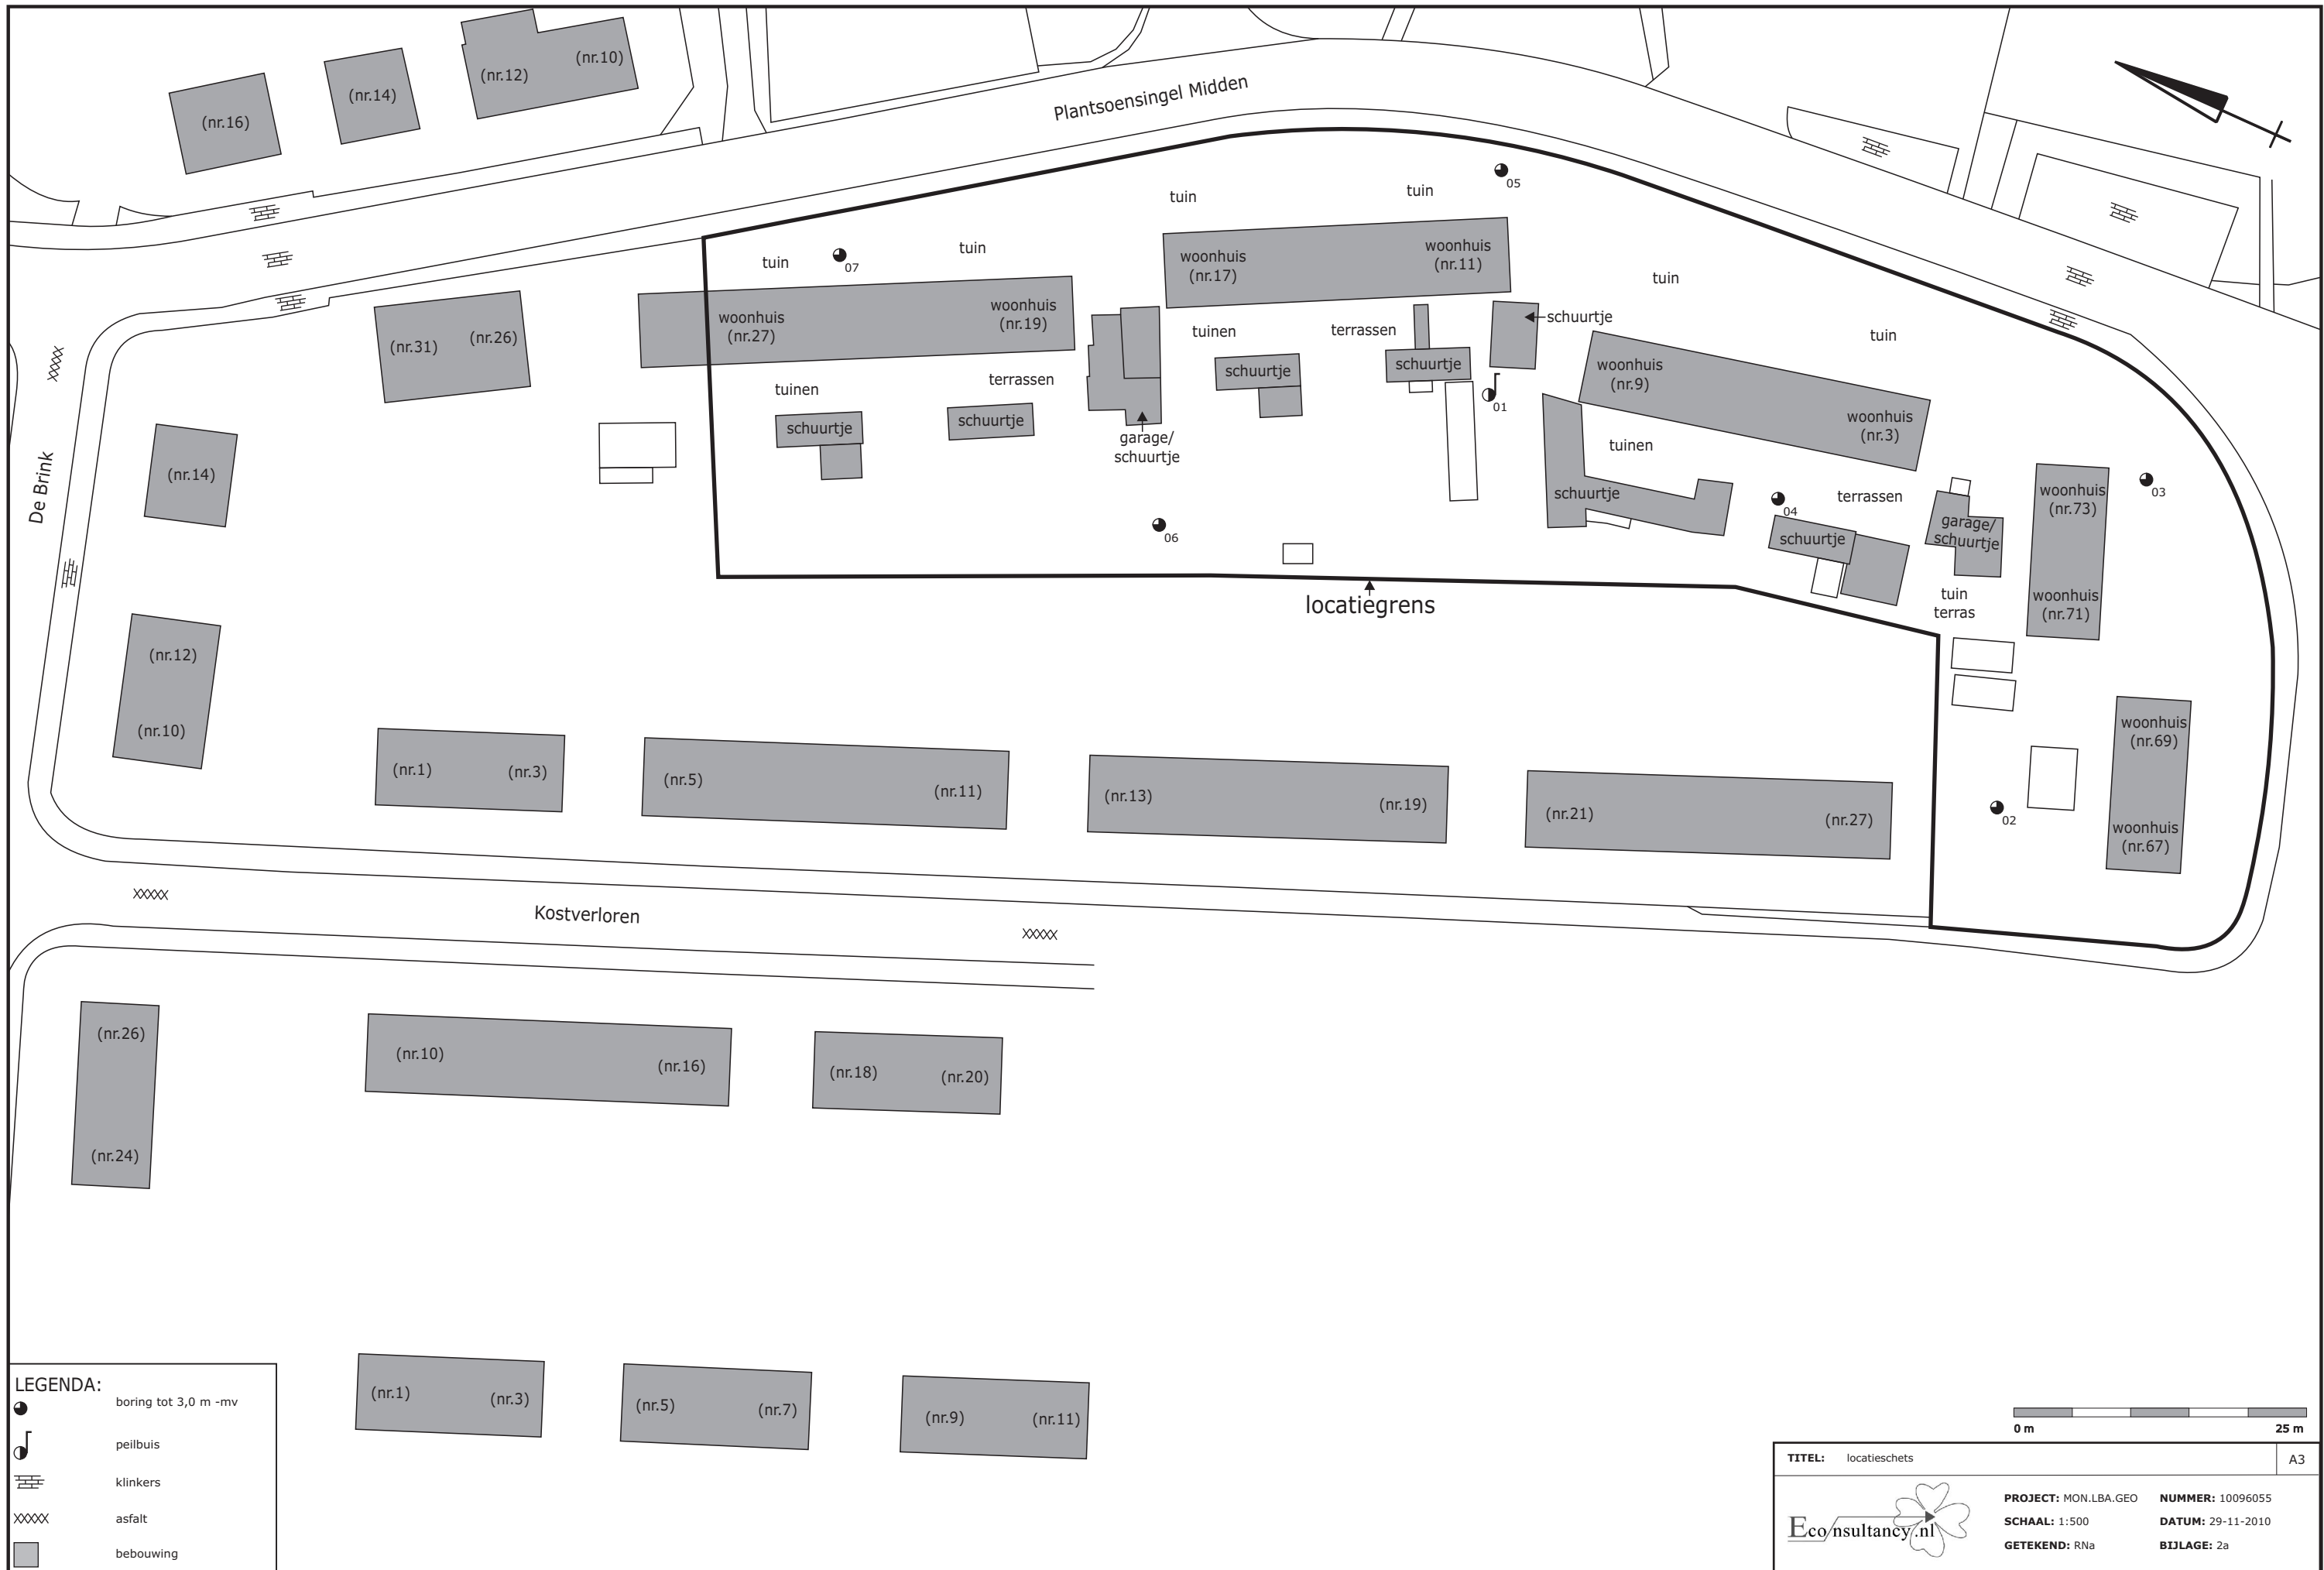 (nr.16)
(nr.14)
(nr.12)
(nr.10)
Plantsoensingel Midden
De Brink
(nr.31)
(nr.26)
(nr.14)
(nr.12)
(nr.10)
tuin
07
tuin
tuin
tuin
05
woonhuis
(nr.27)
woonhuis
(nr.19)
woonhuis
(nr.17)
woonhuis
(nr.11)
tuin
tuin
tuinen
terrassen
schuurtje
schuurtje
garage/
schuurtje
tuinen
terrassen
schuurtje
schuurtje
schuurtje
01
woonhuis
(nr.9)
woonhuis
(nr.3)
tuinen
schuurtje
04
terrassen
schuurtje
garage/
schuurtje
woonhuis
(nr.73)
woonhuis
(nr.71)
03
tuin
terras
06
locatiegrens
woonhuis
(nr.69)
woonhuis
(nr.67)
02
(nr.1)
(nr.3)
(nr.5)
(nr.11)
(nr.13)
(nr.19)
(nr.21)
(nr.27)
Kostverloren
(nr.26)
(nr.24)
(nr.10)
(nr.16)
(nr.18)
(nr.20)
(nr.1)
(nr.3)
(nr.5)
(nr.7)
(nr.9)
(nr.11)
LEGENDA:
boring tot 3,0 m -mv
peilbuis
klinkers
asfalt
bebouwing
0 m 25 m
TITEL: locatieschets A3
Econsultancy.nl
PROJECT: MON.LBA.GEO NUMMER: 10096055
SCHAAL: 1:500 DATUM: 29-11-2010
GETEKEND: RNa BIJLAGE: 2a